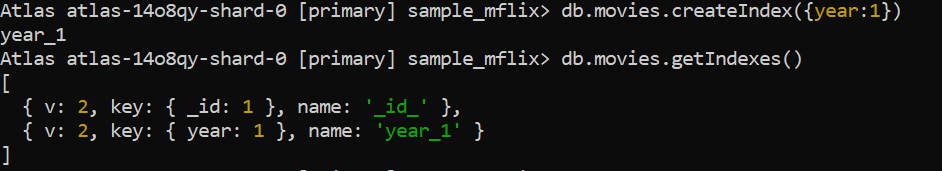 Atlas atlas-14o8qy-shard-0 [primary] sample_mflix> db.movies.createIndex({year:1})
year_1
Atlas atlas-14o8qy-shard-0 [primary] sample_mflix> db.movies.getIndexes()
[
  { v: 2, key: { _id: 1 }, name: '_id_' },
  { v: 2, key: { year: 1 }, name: 'year_1' }
]